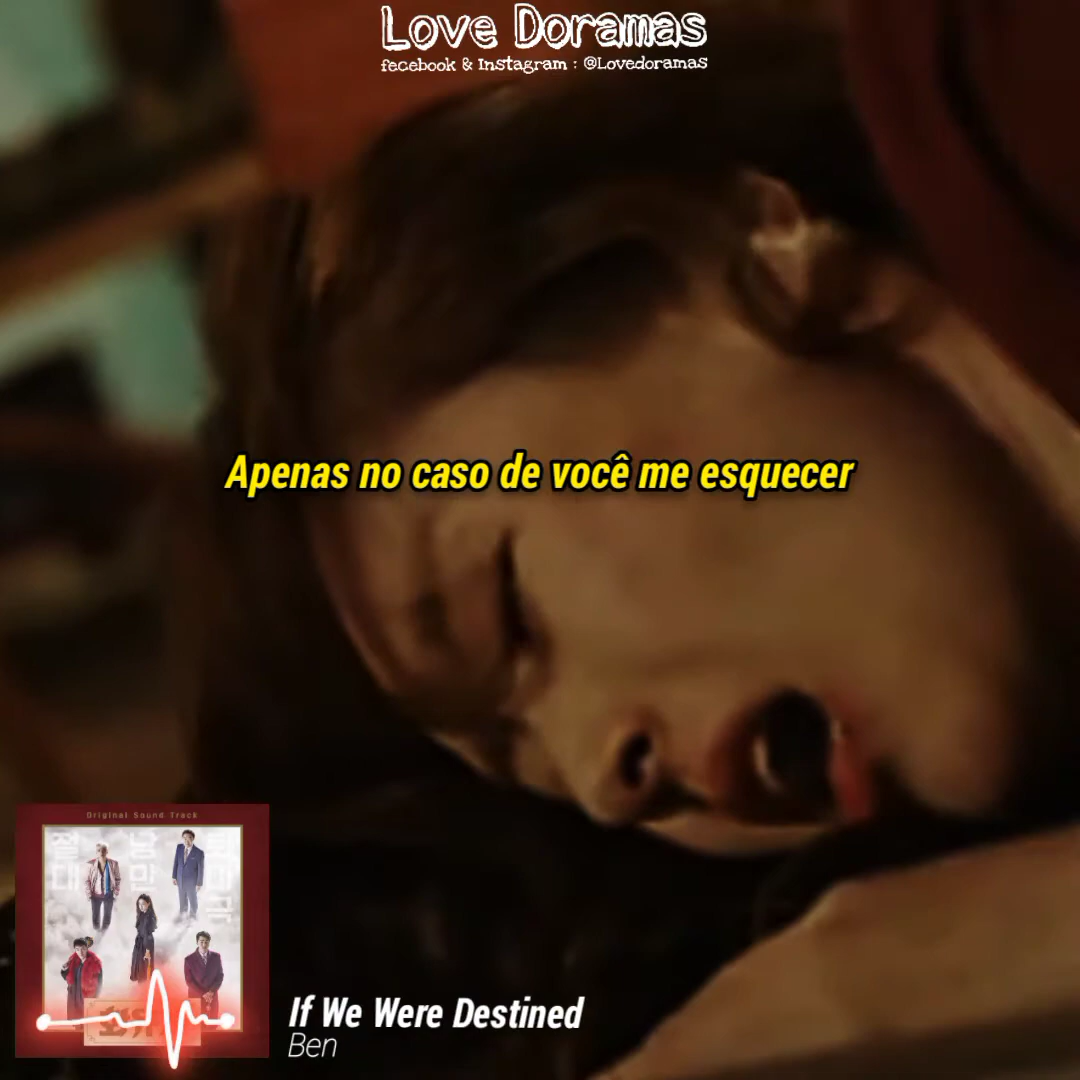 Love Doramas
fecebook & Instagram : @Lovedoramas
Apenas no caso de você me esquecer
Original Sound Track
If We Were Destined
Ben